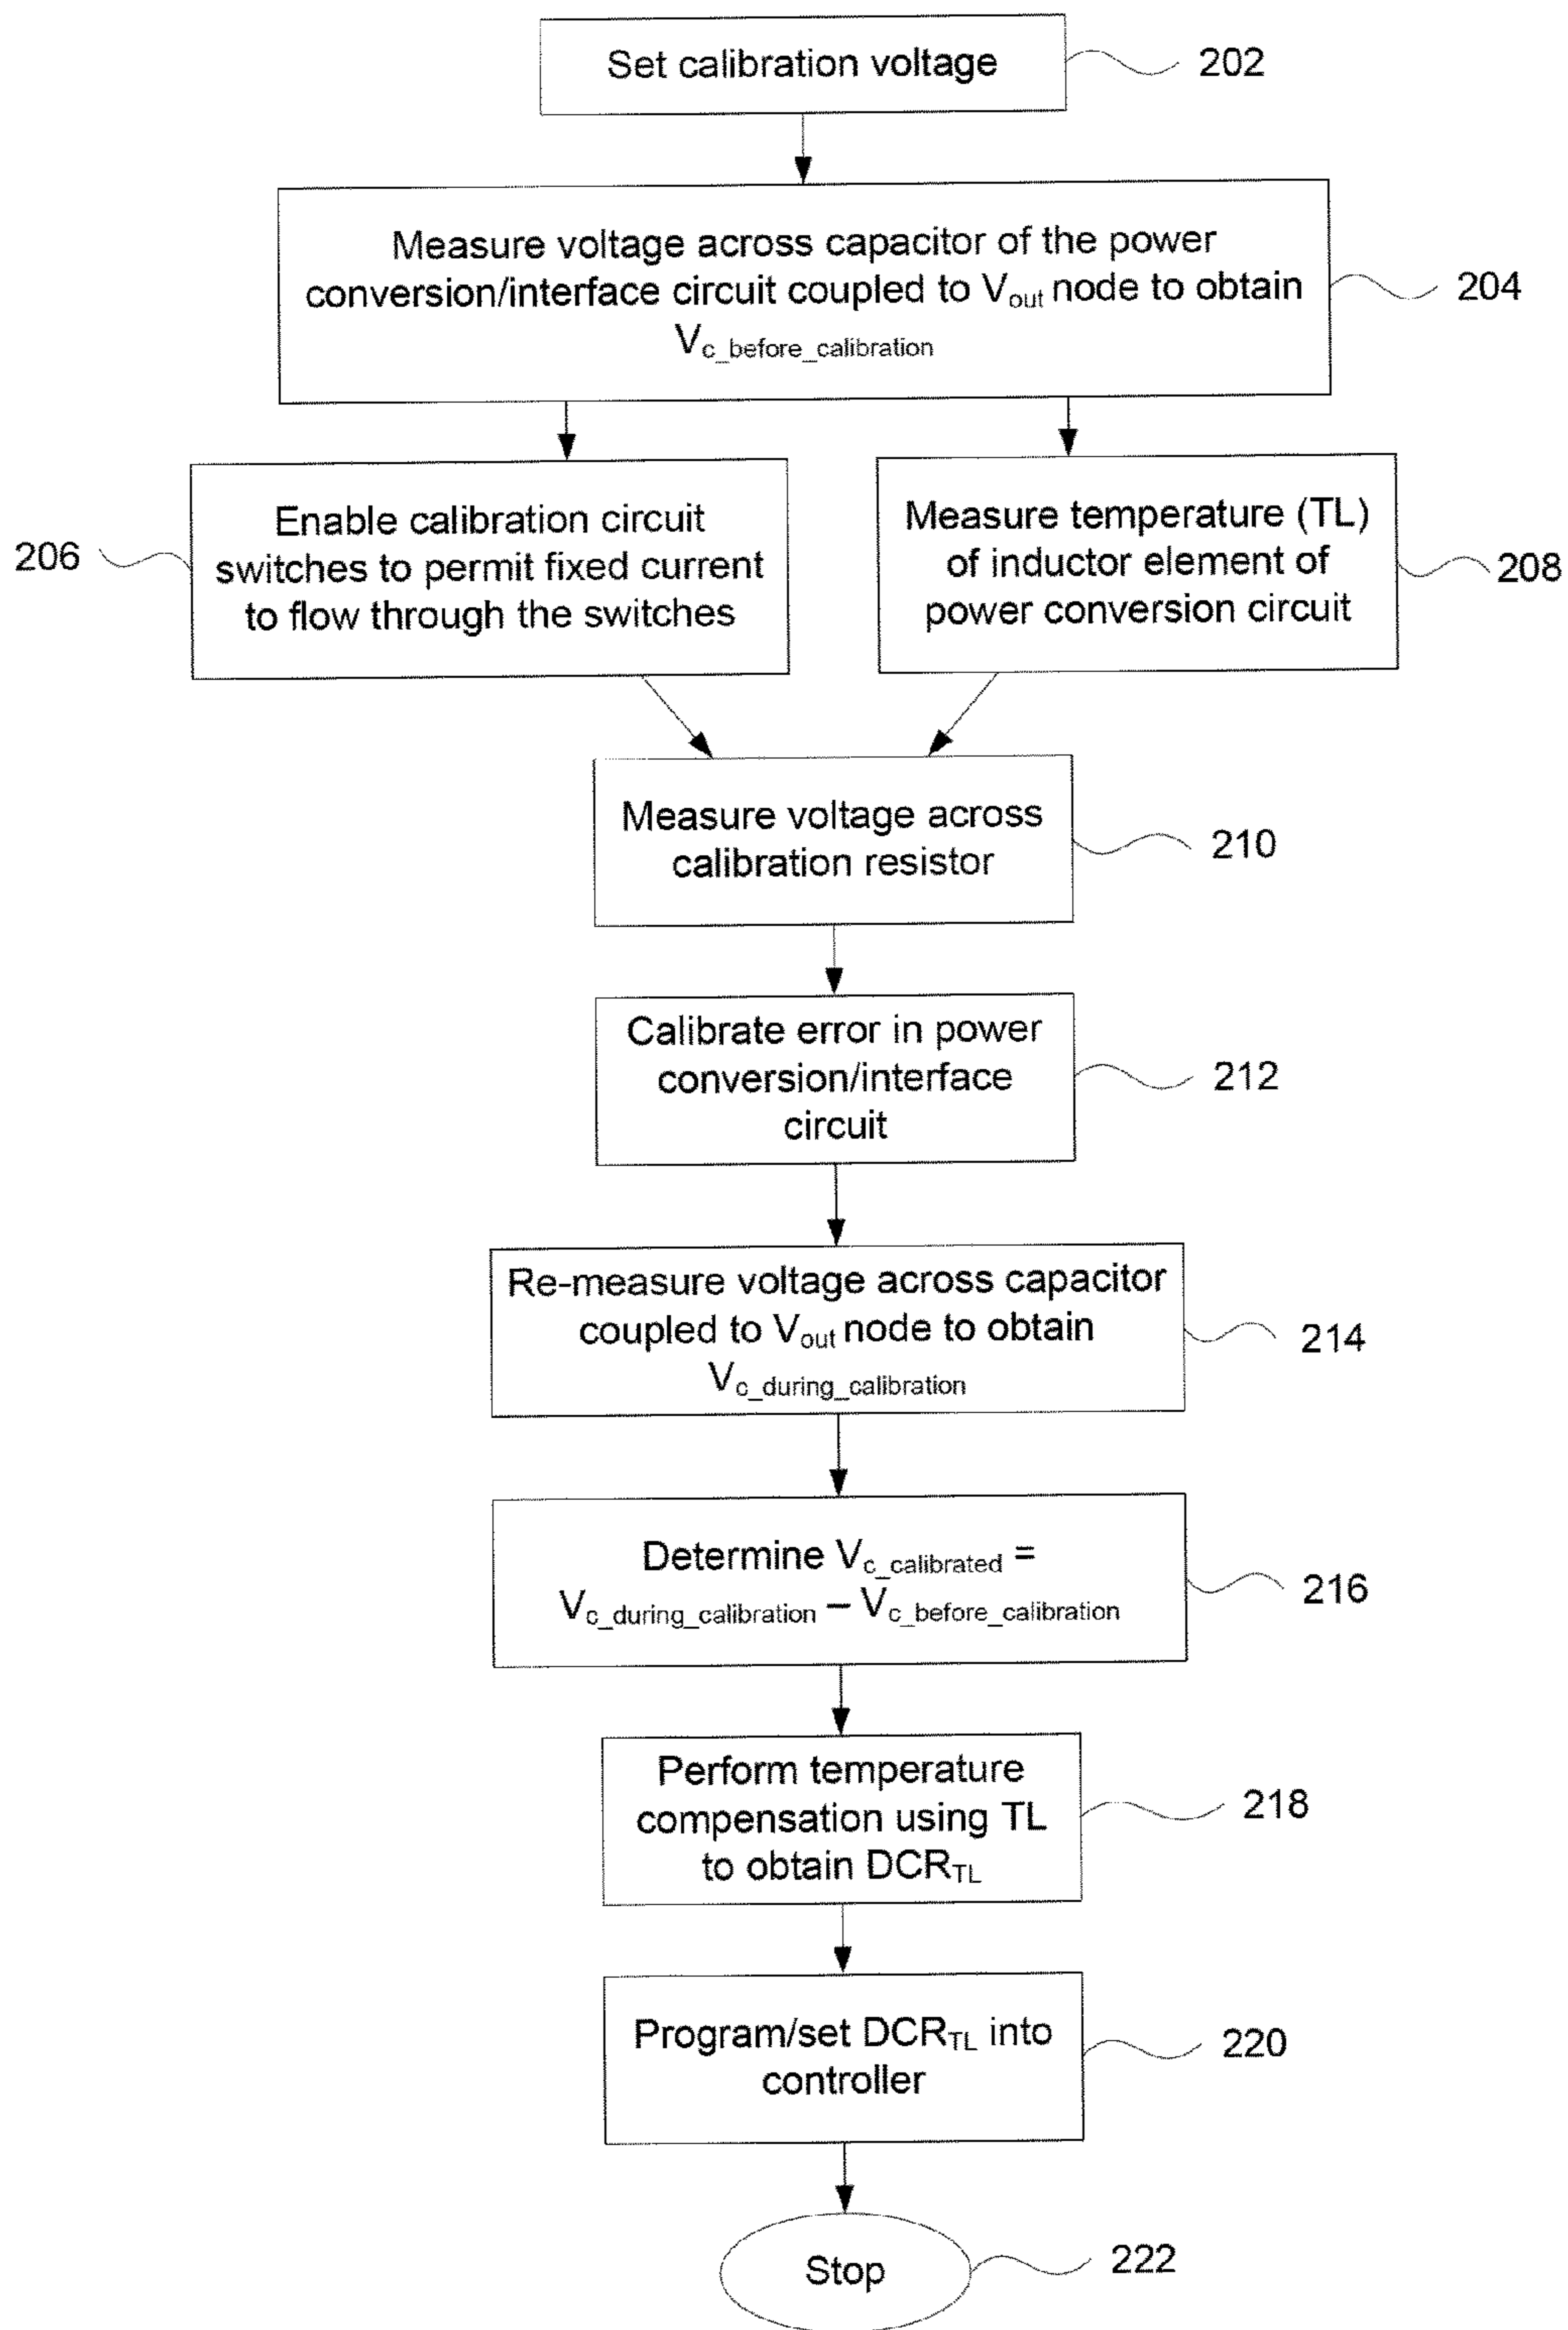 Set calibration voltage
202
Measure voltage across capacitor of the power
conversion/interface circuit coupled to Vout node to obtain
Vc_before_calibration
204
Enable calibration circuit
switches to permit fixed current
to flow through the switches
206
Measure temperature (TL)
of inductor element of
power conversion circuit
208
Measure voltage across
calibration resistor
210
Calibrate error in power
conversion/interface
circuit
212
Re-measure voltage across capacitor
coupled to Vout node to obtain
Vc_during_calibration
214
Determine Vc_calibrated =
Vc_during_calibration – Vc_before_calibration
216
Perform temperature
compensation using TL
to obtain DCRTL
218
Program/set DCRTL into
controller
220
Stop
222